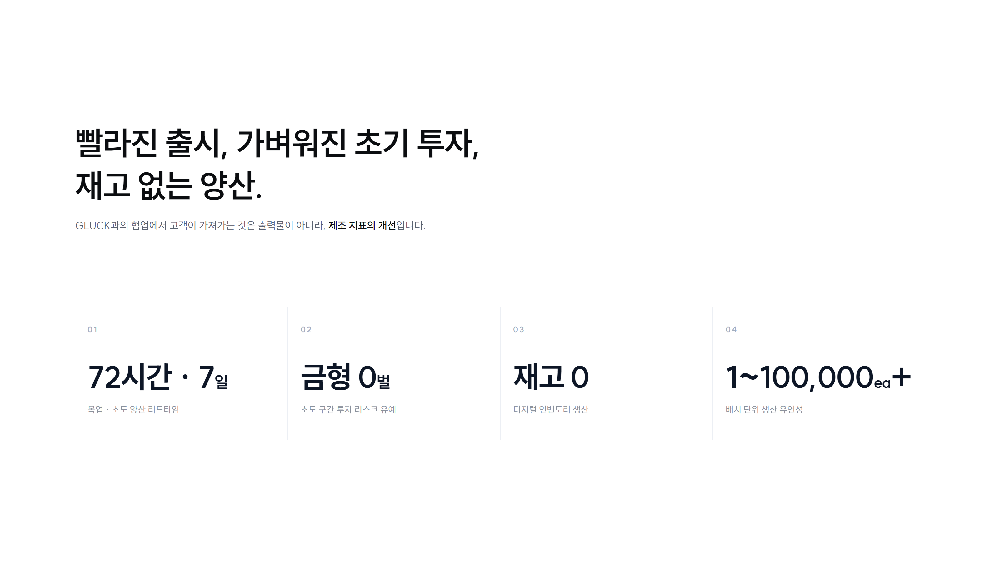 빨라진 출시, 가벼워진 초기 투자,
재고 없는 양산.
GLUCK과의 협업에서 고객이 가져가는 것은 출력물이 아니라, 제조 지표의 개선입니다.
01
72시간 · 7일
목업 · 초도 양산 리드타임
02
금형 0벌
초도 구간 투자 리스크 유예
03
재고 0
디지털 인벤토리 생산
04
1~100,000ea+
배치 단위 생산 유연성